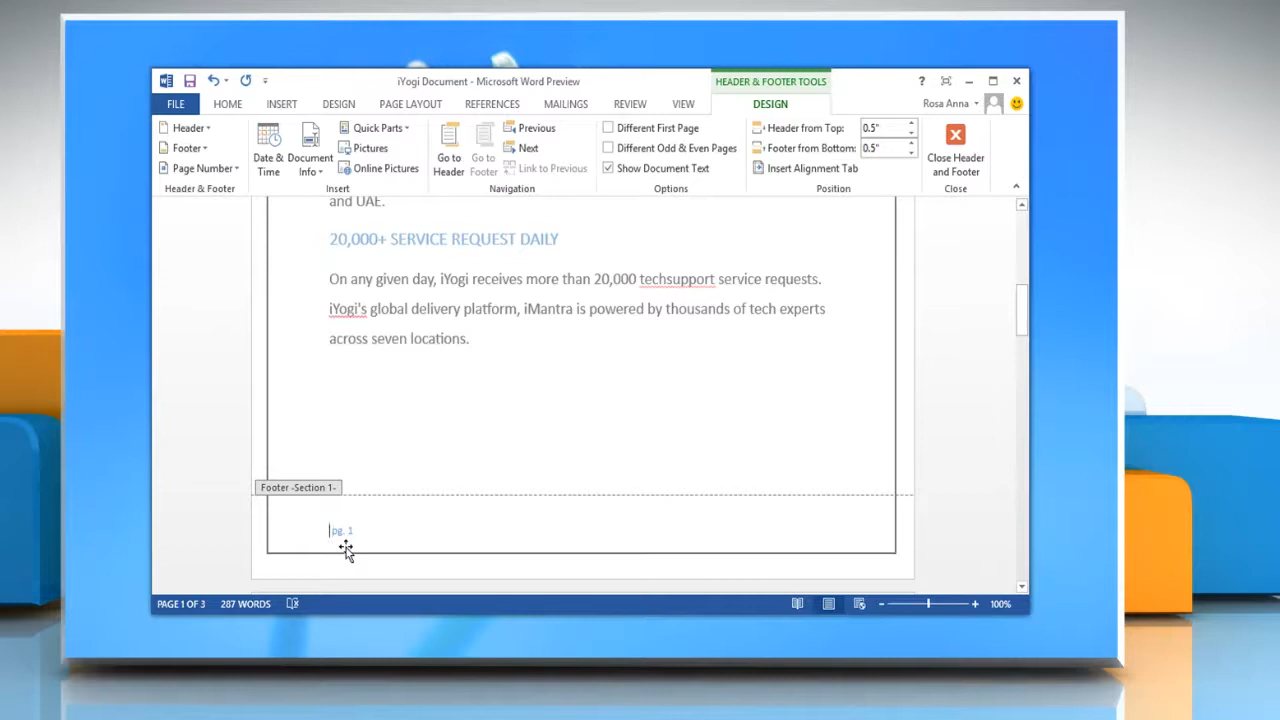 iYogi Document - Microsoft Word Preview
HEADER & FOOTER TOOLS
?
FILE
HOME
INSERT
DESIGN
PAGE LAYOUT
REFERENCES
MAILINGS
REVIEW
VIEW
DESIGN
Rosa Anna
Header
Footer
Page Number
Header & Footer
Date & Time
Document Info
Quick Parts
Pictures
Online Pictures
Insert
Go to Header
Go to Footer
Previous
Next
Link to Previous
Navigation
Different First Page
Different Odd & Even Pages
Show Document Text
Options
Header from Top: 0.5"
Footer from Bottom: 0.5"
Insert Alignment Tab
Position
Close Header and Footer
Close
and UAE.
20,000+ SERVICE REQUEST DAILY
On any given day, iYogi receives more than 20,000 techsupport service requests.
iYogi's global delivery platform, iMantra is powered by thousands of tech experts
across seven locations.
Footer -Section 1-
pg. 1
PAGE 1 OF 3 287 WORDS 100%